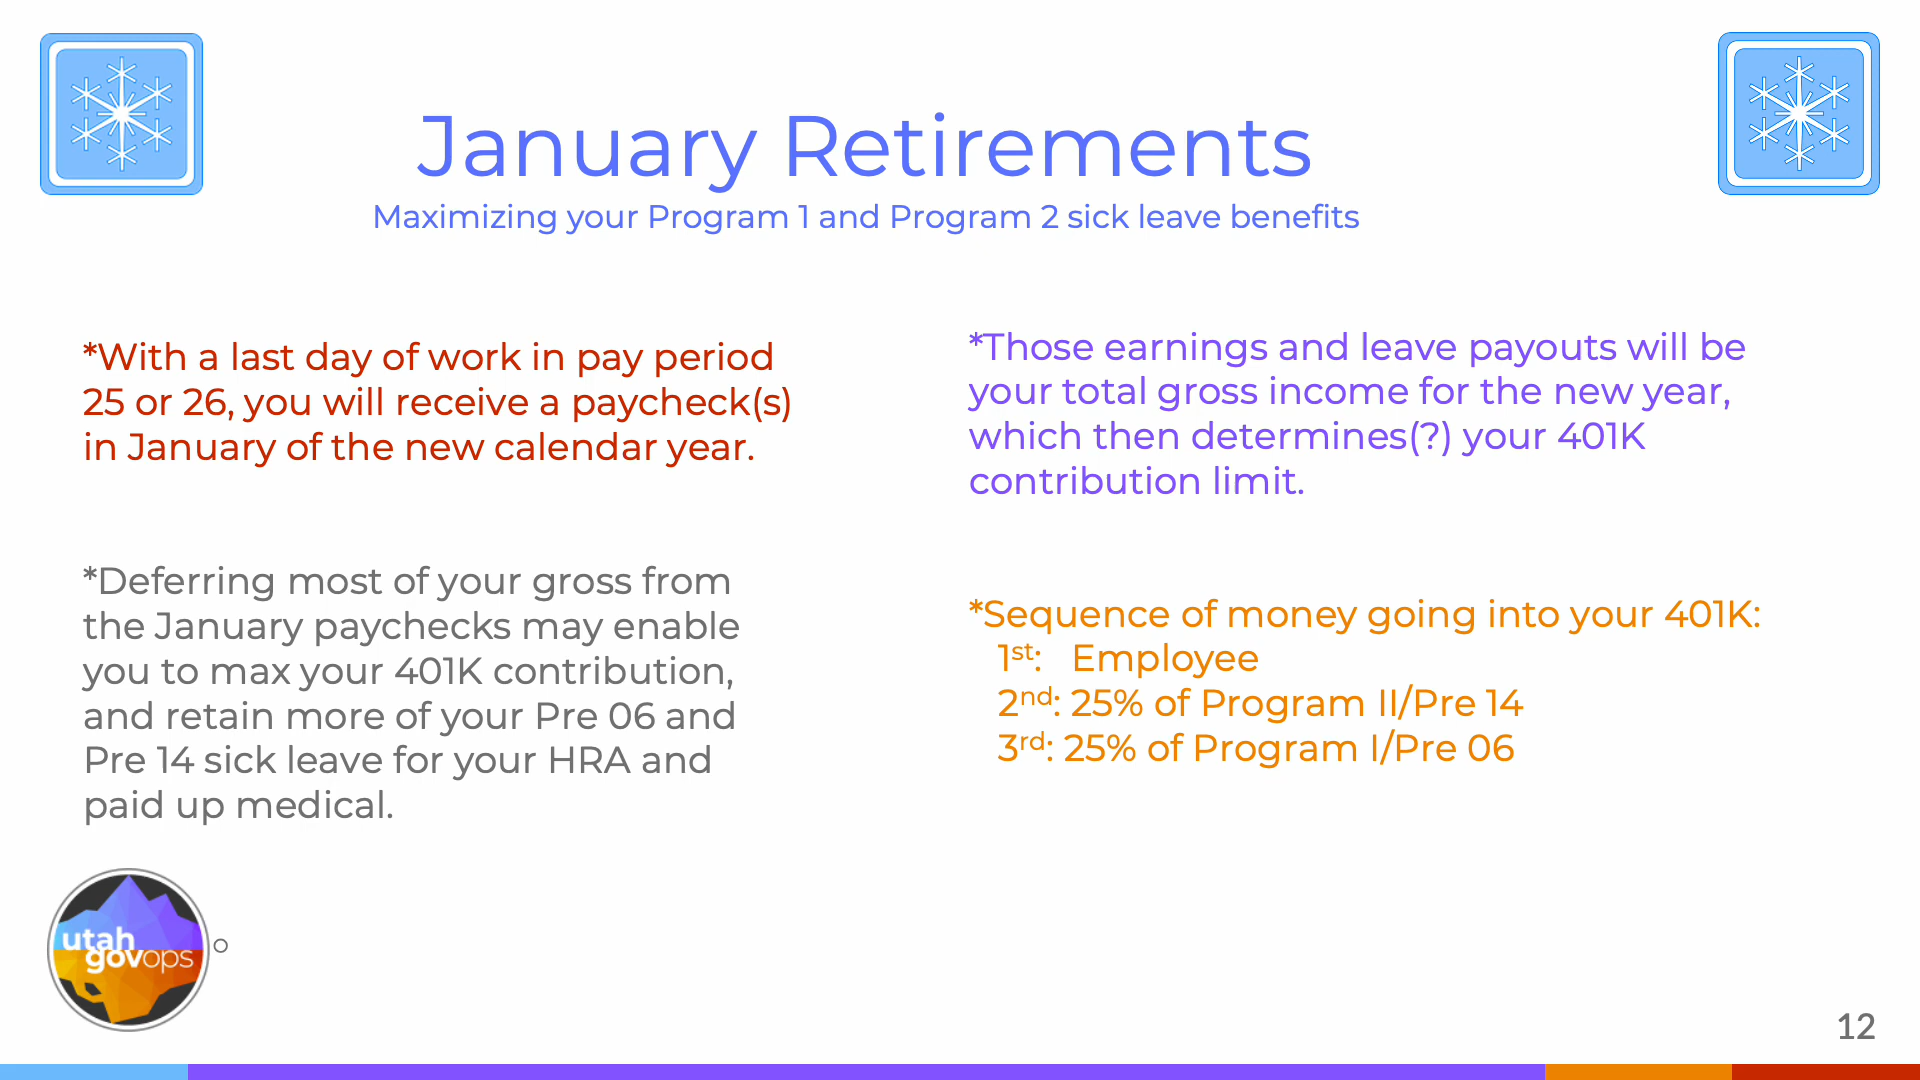 January Retirements
Maximizing your Program 1 and Program 2 sick leave benefits
*With a last day of work in pay period
25 or 26, you will receive a paycheck(s)
in January of the new calendar year.
*Deferring most of your gross from
the January paychecks may enable
you to max your 401K contribution,
and retain more of your Pre 06 and
Pre 14 sick leave for your HRA and
paid up medical.
*Those earnings and leave payouts will be
your total gross income for the new year,
which then determines(?) your 401K
contribution limit.
*Sequence of money going into your 401K:
1st: Employee
2nd: 25% of Program II/Pre 14
3rd: 25% of Program I/Pre 06
utah
govops
12